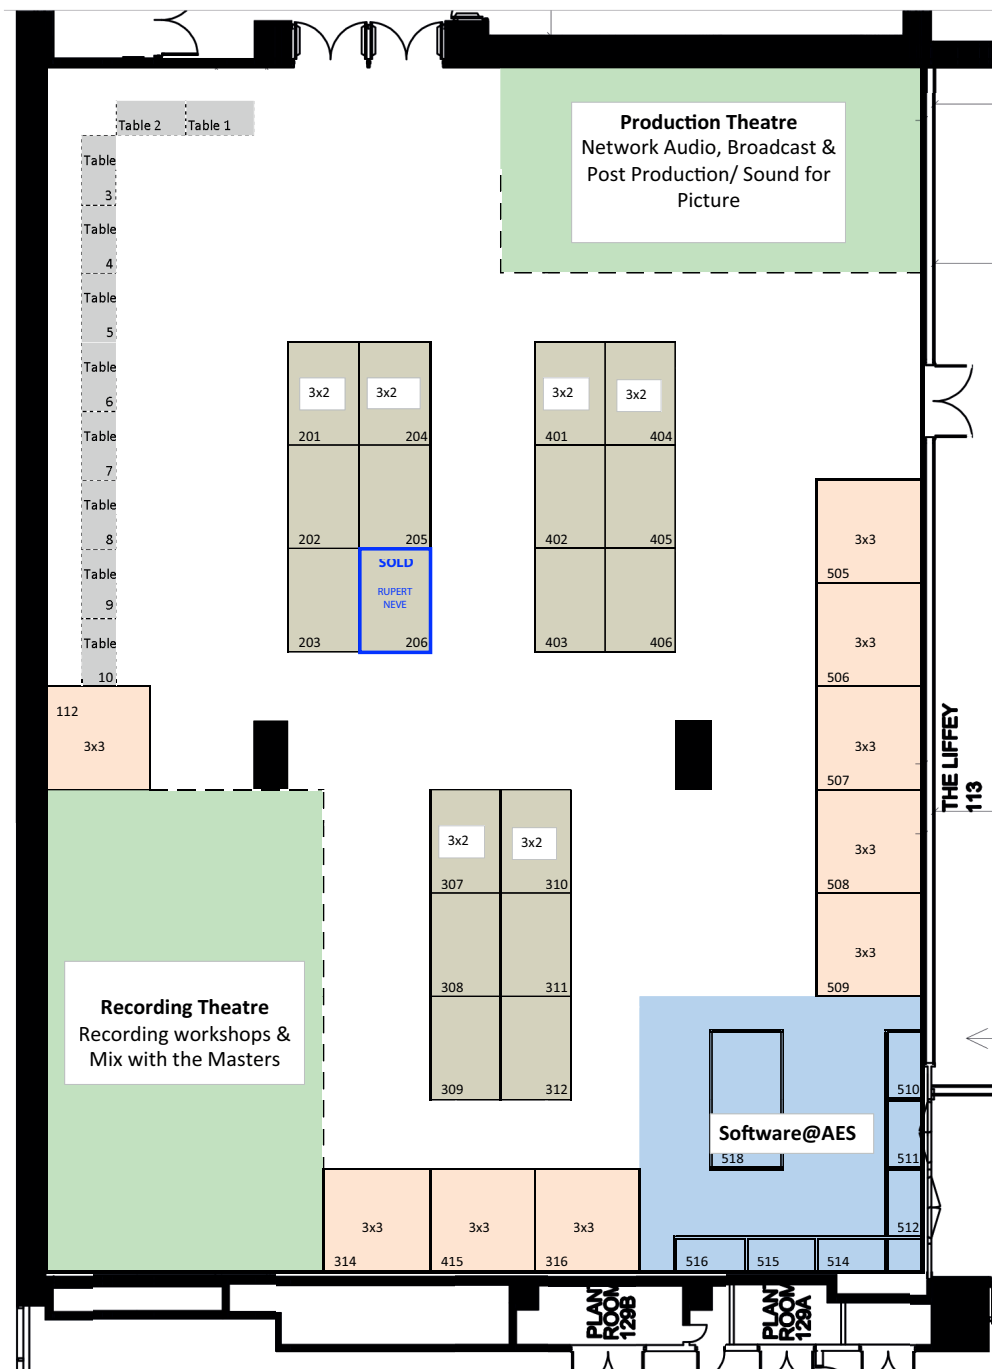 Production Theatre
Network Audio, Broadcast &
Post Production/ Sound for
Picture
Table 2
Table 1
Table
3
Table
4
Table
5
Table
6
Table
7
Table
8
Table
9
Table
10
3x2
3x2
201
204
202
205
SOLD
RUPERT
NEVE
203
206
3x2
3x2
401
404
402
405
403
406
3x3
505
3x3
506
3x3
507
3x3
508
3x3
509
THE LIFFEY
113
112
3x3
3x2
3x2
307
310
308
311
309
312
Recording Theatre
Recording workshops &
Mix with the Masters
Software@AES
518
510
511
512
516
515
514
3x3
314
3x3
415
3x3
316
PLANT
ROOM
129B
PLANT
ROOM
129A